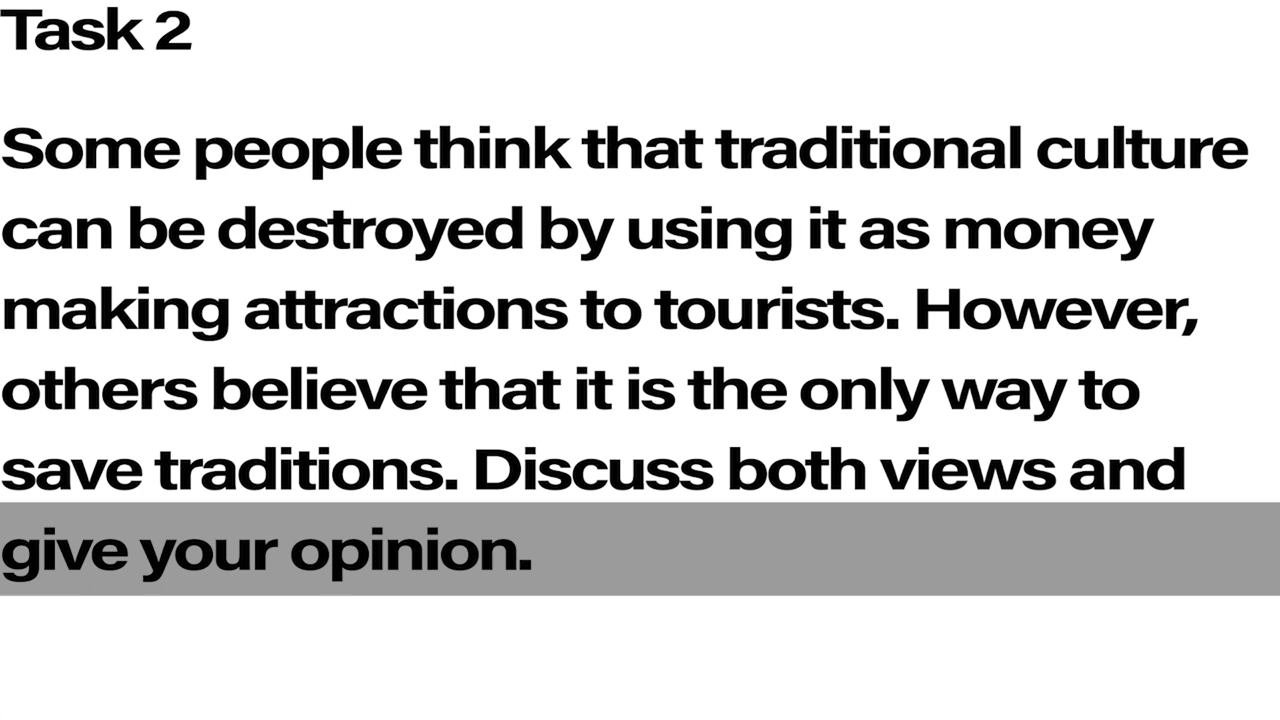 Task 2
Some people think that traditional culture
can be destroyed by using it as money
making attractions to tourists. However,
others believe that it is the only way to
save traditions. Discuss both views and
give your opinion.